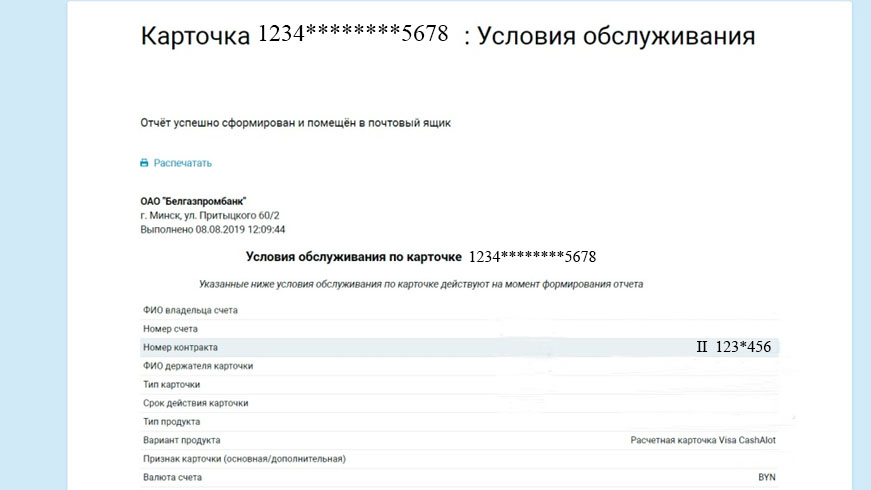 Карточка 1234********5678 : Условия обслуживания
Отчёт успешно сформирован и помещён в почтовый ящик
Распечатать
ОАО "Белгазпромбанк"
г. Минск, ул. Притыцкого 60/2
Выполнено 08.08.2019 12:09:44
Условия обслуживания по карточке 1234********5678
Указанные ниже условия обслуживания по карточке действуют на момент формирования отчета
ФИО владельца счета
Номер счета
Номер контракта II 123*456
ФИО держателя карточки
Тип карточки
Срок действия карточки
Тип продукта
Вариант продукта Расчетная карточка Visa CashAlot
Признак карточки (основная/дополнительная)
Валюта счета BYN